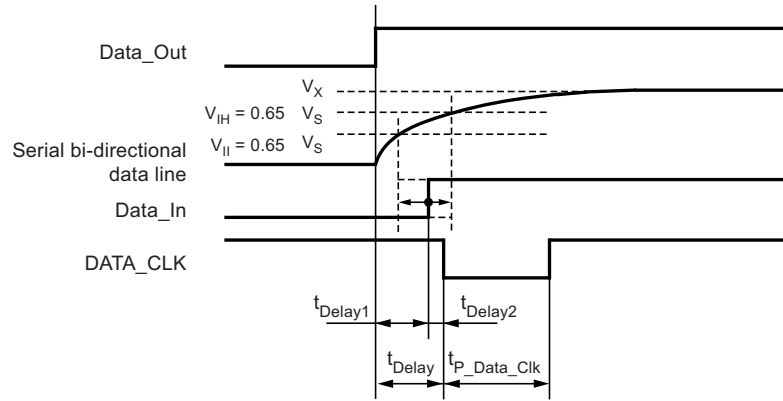 Data_Out
V_X
V_IH = 0.65 V_S
V_Il = 0.65 V_S
Serial bi-directional
data line
Data_In
DATA_CLK
t_Delay1
t_Delay2
t_Delay
t_P_Data_Clk